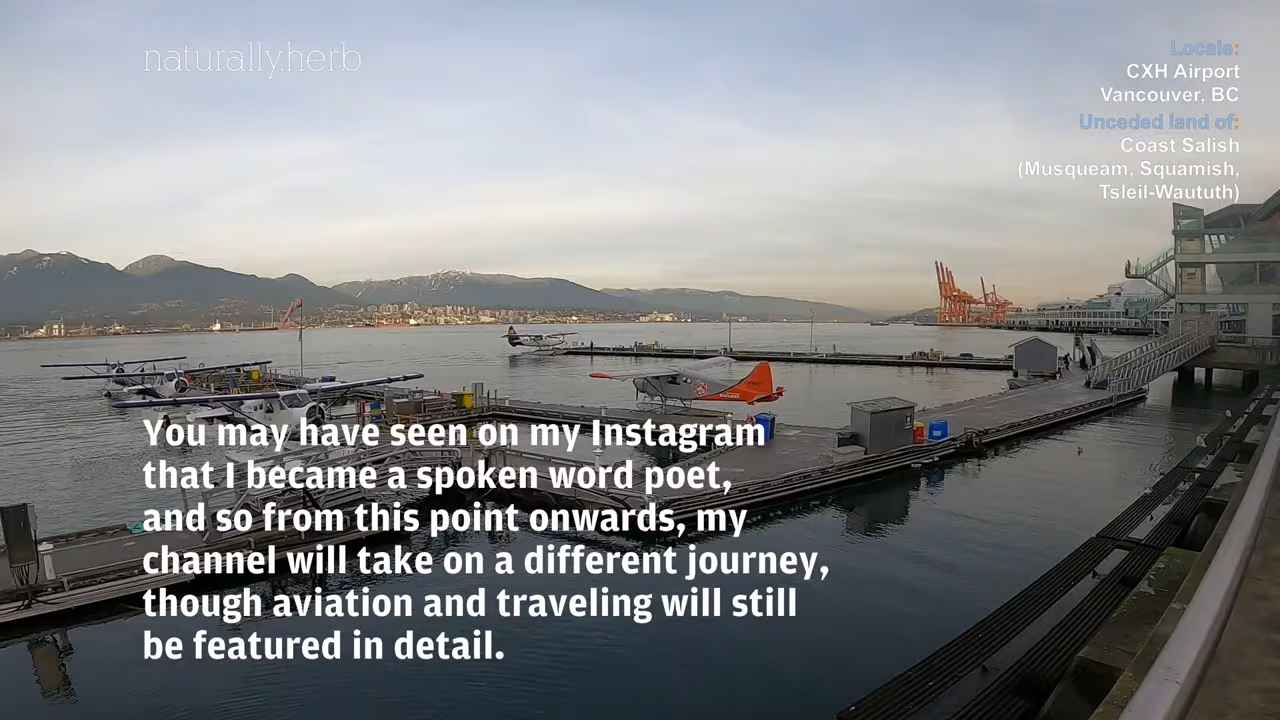 naturally.herb
Locale:
CXH Airport
Vancouver, BC
Unceded land of:
Coast Salish
(Musqueam, Squamish,
Tsleil-Waututh)
You may have seen on my Instagram
that I became a spoken word poet,
and so from this point onwards, my
channel will take on a different journey,
though aviation and traveling will still
be featured in detail.